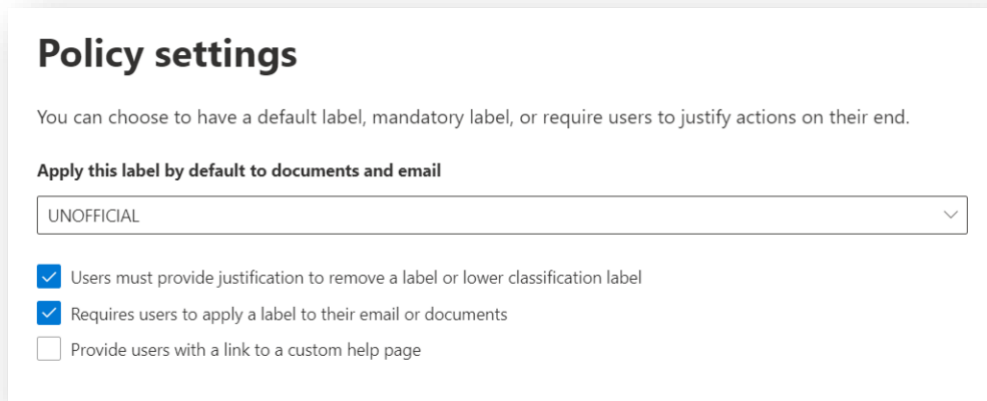 Policy settings
You can choose to have a default label, mandatory label, or require users to justify actions on their end.
Apply this label by default to documents and email
UNOFFICIAL
Users must provide justification to remove a label or lower classification label
Requires users to apply a label to their email or documents
Provide users with a link to a custom help page